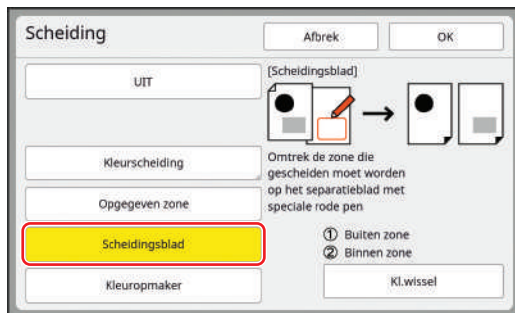 Scheiding
Afbrek
OK
UIT
Kleurscheiding
Opgegeven zone
Scheidingsblad
Kleuropmaker
[Scheidingsblad]
Omtrek de zone die
gescheiden moet worden
op het separatieblad met
speciale rode pen
① Buiten zone
② Binnen zone
Kl.wissel